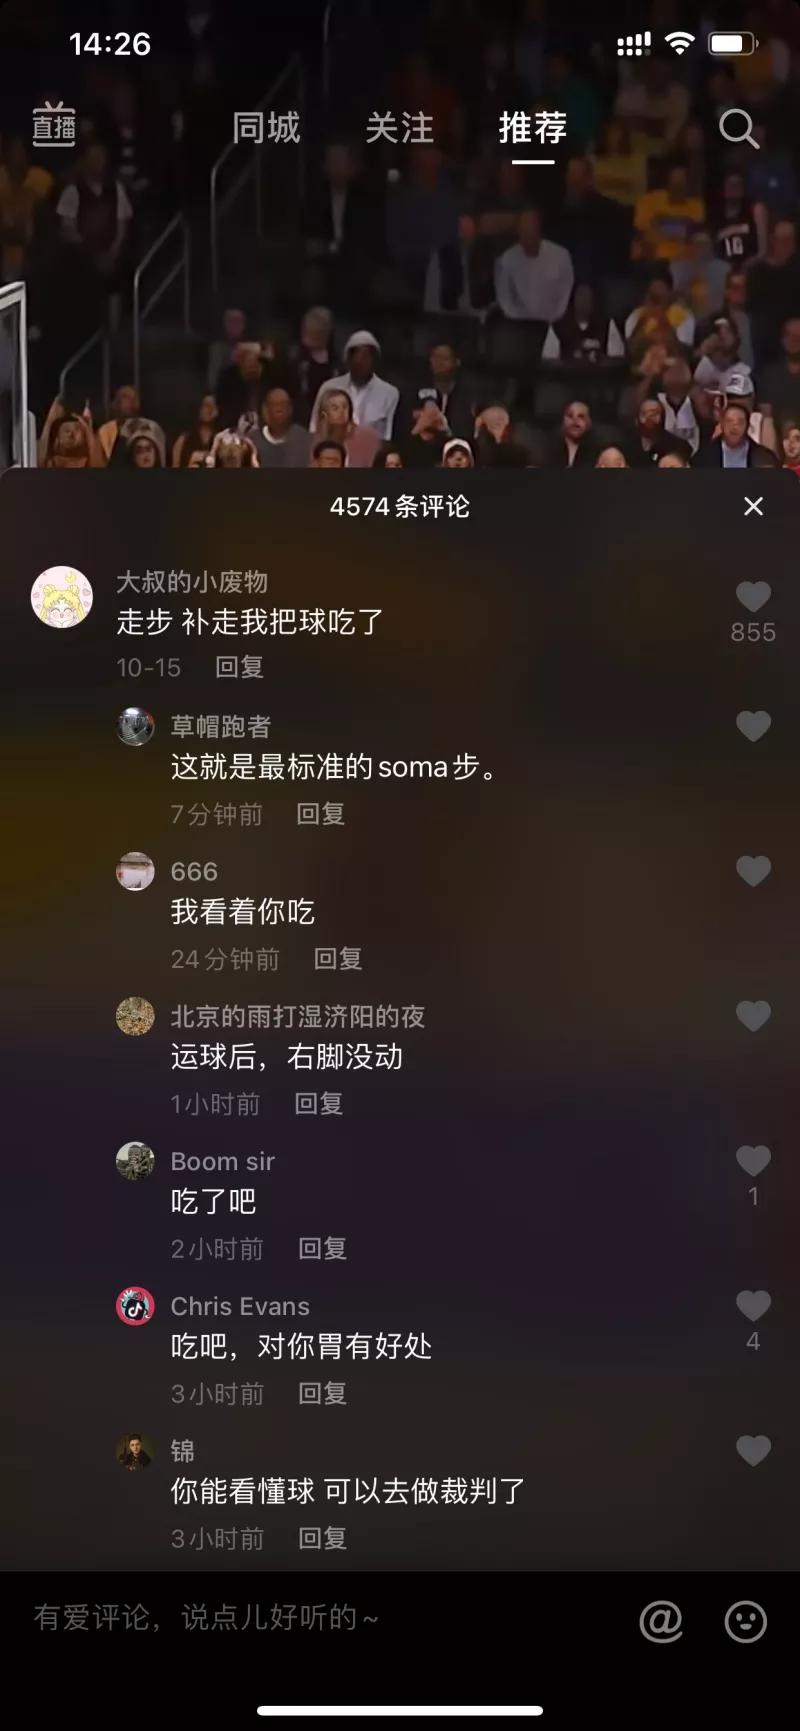 14:26
直播
同城
关注
推荐
16
4574条评论
大叔的小废物
走步 补走我把球吃了
855
10-15 回复
草帽跑者
这就是最标准的soma步。
7分钟前 回复
666
我看着你吃
24分钟前 回复
北京的雨打湿济阳的夜
运球后，右脚没动
1小时前 回复
Boom sir
吃了吧
1
2小时前 回复
Chris Evans
吃吧，对你胃有好处
4
3小时前 回复
锦
你能看懂球 可以去做裁判了
3小时前 回复
有爱评论，说点儿好听的~
@